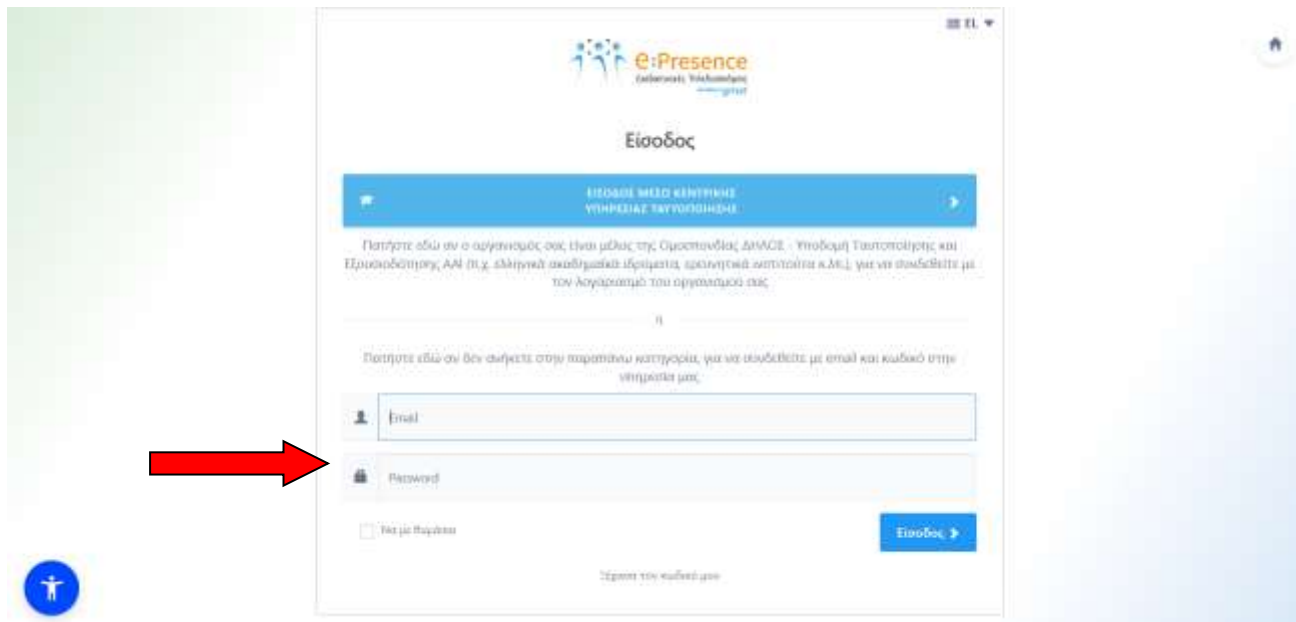 EL
e:Presence
Υπηρεσίες Τηλεδιάσκεψης
grnet
Είσοδος
ΕΙΣΟΔΟΣ ΜΕΣΩ ΚΕΝΤΡΙΚΗΣ
ΥΠΗΡΕΣΙΑΣ ΤΑΥΤΟΠΟΙΗΣΗΣ
Πατήστε εδώ αν ο οργανισμός σας είναι μέλος της Ομοσπονδίας ΔΗΛΟΣ - Υποδομή Ταυτοποίησης και
Εξουσιοδότησης ΑΑΙ (π.χ. ελληνικά ακαδημαϊκά ιδρύματα, ερευνητικά ινστιτούτα κ.λπ.), για να συνδεθείτε με
τον λογαριασμό του οργανισμού σας
ή
Πατήστε εδώ αν δεν ανήκετε στην παραπάνω κατηγορία, για να συνδεθείτε με email και κωδικό στην
υπηρεσία μας
Email
Password
Να με θυμάσαι
Είσοδος
Ξέχασα τον κωδικό μου